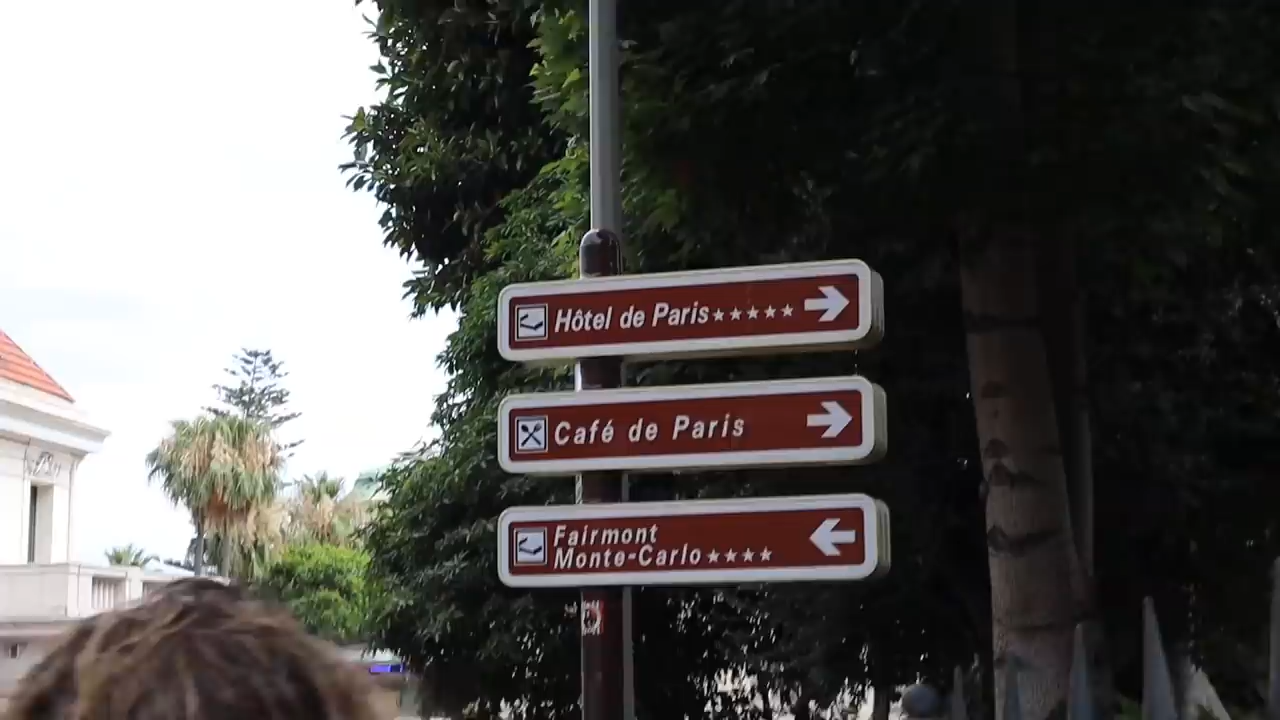 Hôtel de Paris★★★★★
Café de Paris
Fairmont
Monte-Carlo★★★★